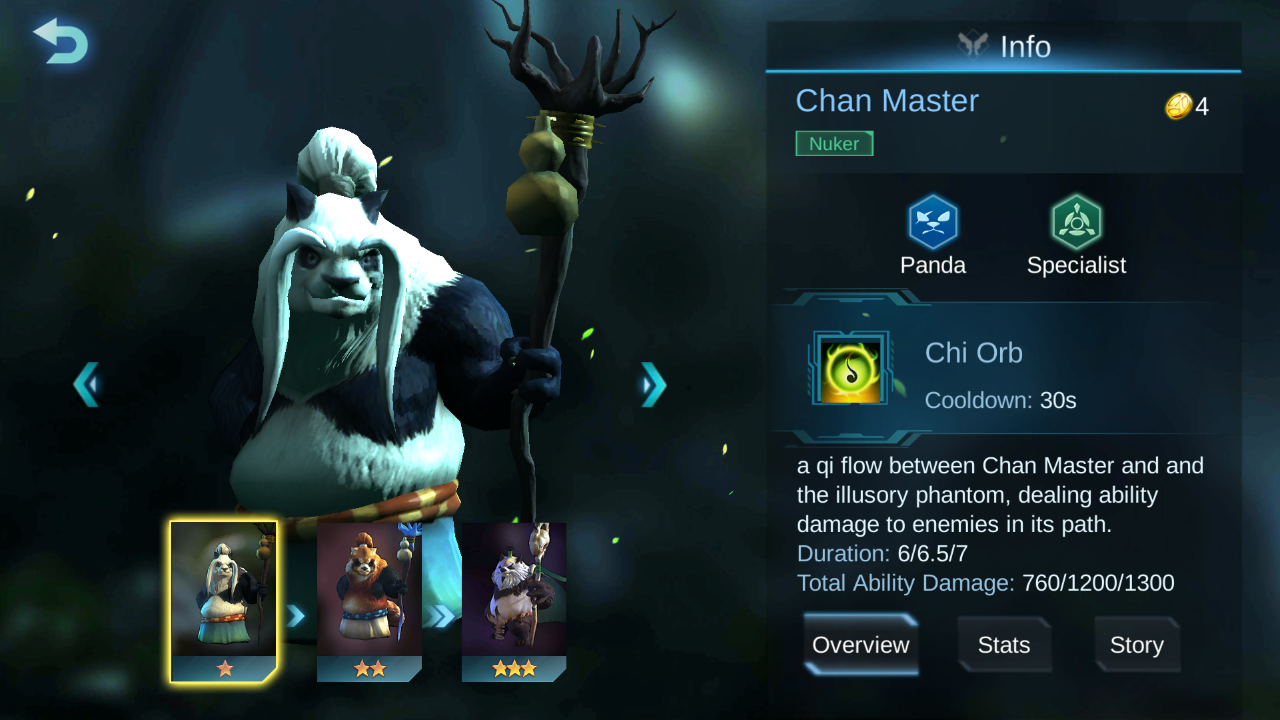 Info
Chan Master
4
Nuker
Panda
Specialist
Chi Orb
Cooldown: 30s
a qi flow between Chan Master and and
the illusory phantom, dealing ability
damage to enemies in its path.
Duration: 6/6.5/7
Total Ability Damage: 760/1200/1300
Overview
Stats
Story